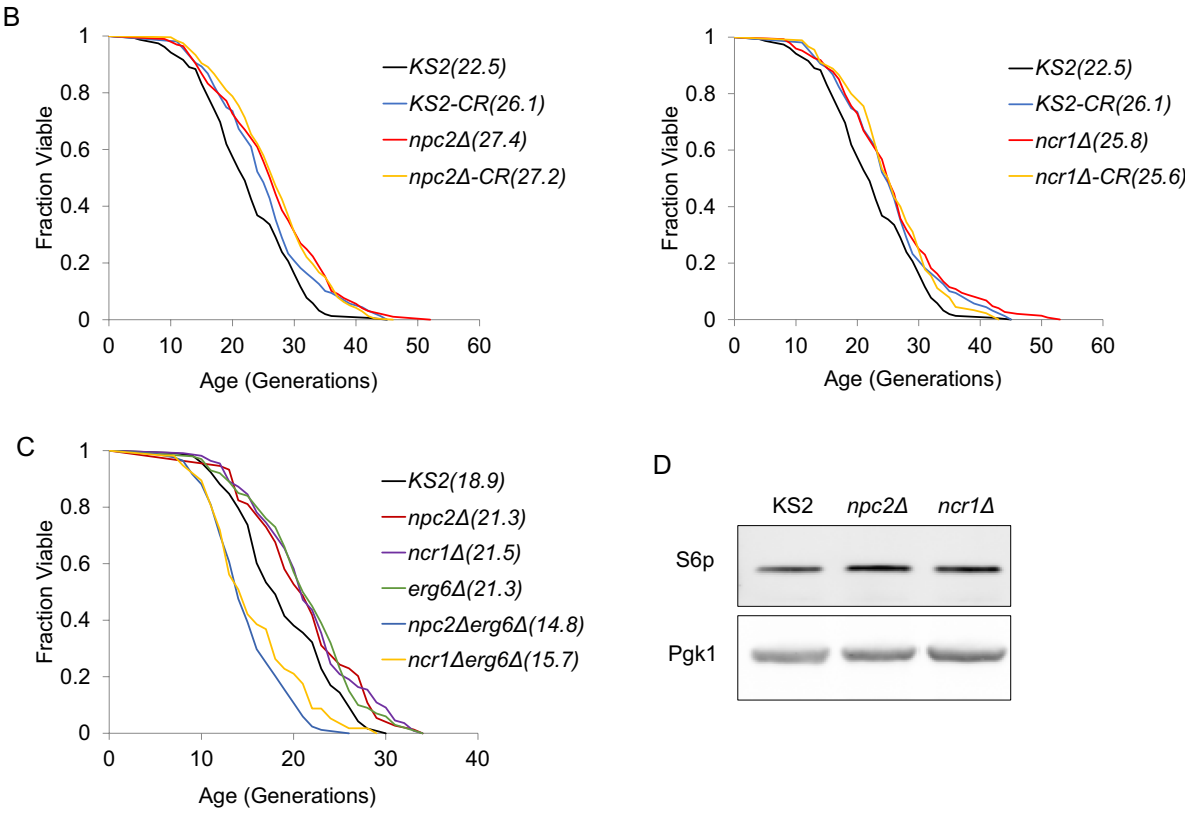 B
1
0.8
0.6
0.4
0.2
0
Fraction Viable
0 10 20 30 40 50 60
Age (Generations)
KS2(22.5)
KS2-CR(26.1)
npc2Δ(27.4)
npc2Δ-CR(27.2)
1
0.8
0.6
0.4
0.2
0
Fraction Viable
0 10 20 30 40 50 60
Age (Generations)
KS2(22.5)
KS2-CR(26.1)
ncr1Δ(25.8)
ncr1Δ-CR(25.6)
C
1
0.8
0.6
0.4
0.2
0
Fraction Viable
0 10 20 30 40
Age (Generations)
KS2(18.9)
npc2Δ(21.3)
ncr1Δ(21.5)
erg6Δ(21.3)
npc2Δerg6Δ(14.8)
ncr1Δerg6Δ(15.7)
D
KS2 npc2Δ ncr1Δ
S6p
Pgk1